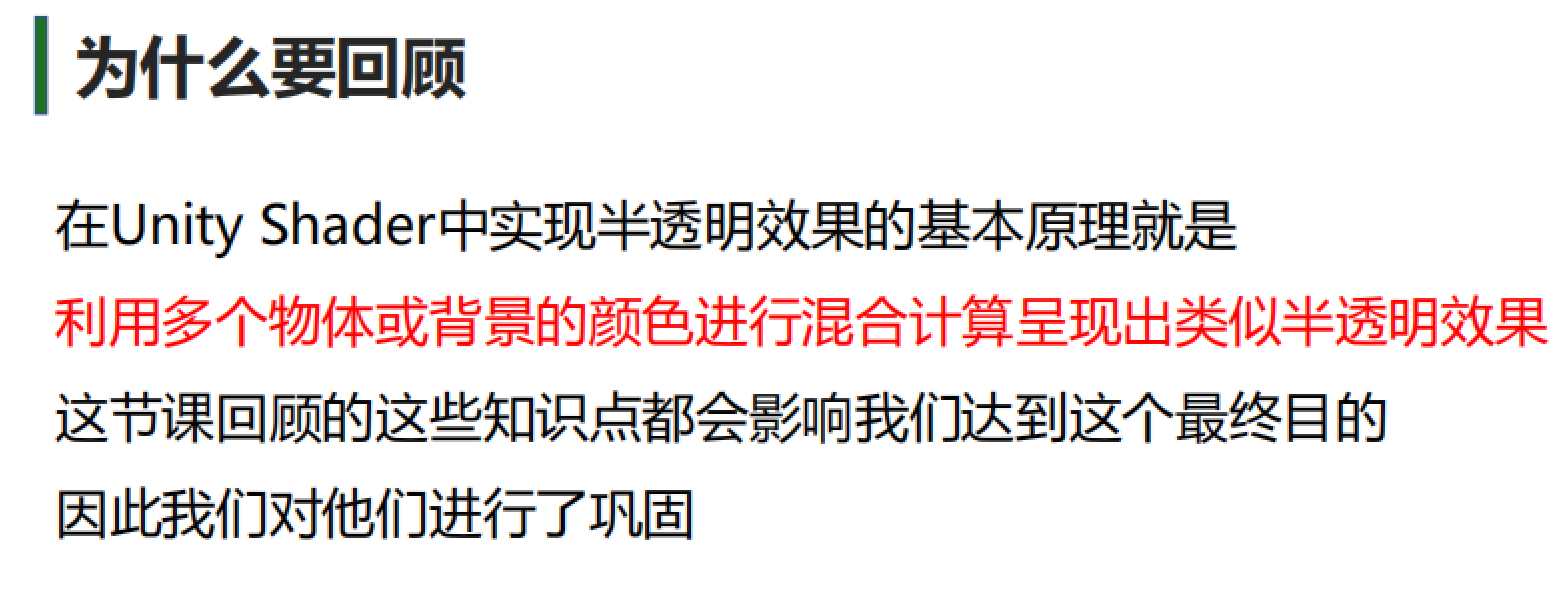 为什么要回顾
在Unity Shader中实现半透明效果的基本原理就是
利用多个物体或背景的颜色进行混合计算呈现出类似半透明效果
这节课回顾的这些知识点都会影响我们达到这个最终目的
因此我们对他们进行了巩固